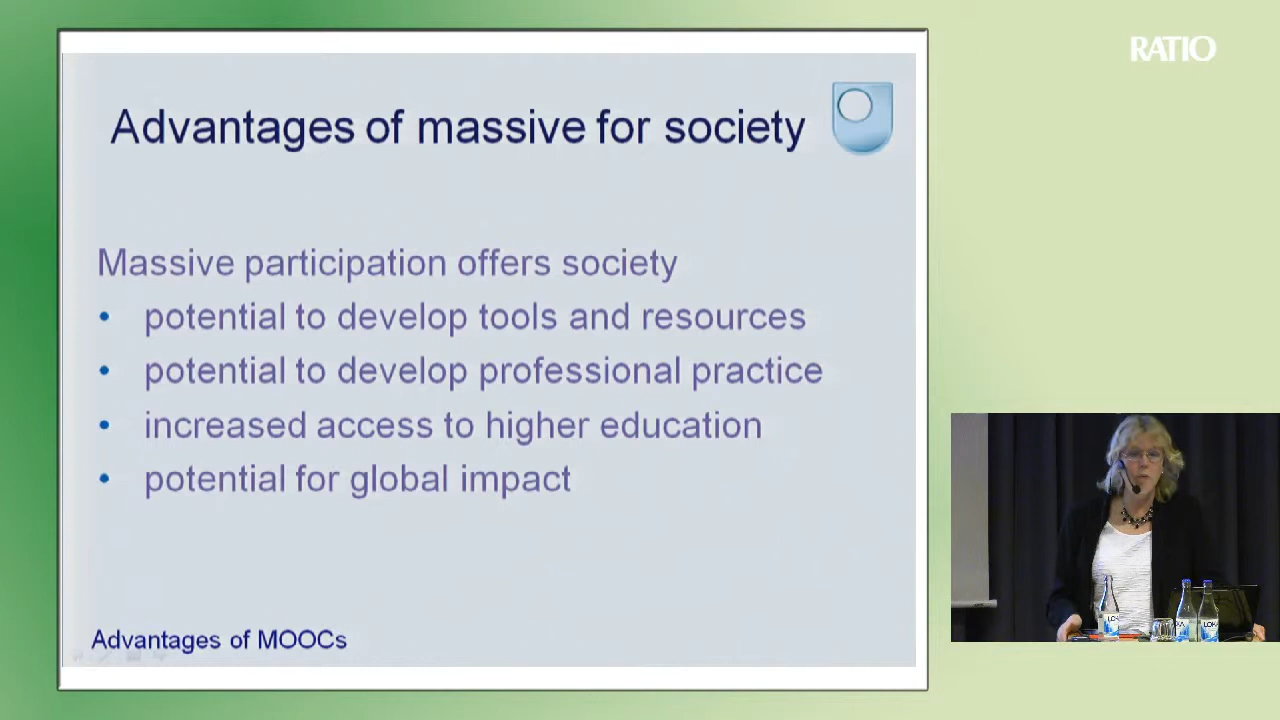 RATIO
Advantages of massive for society
Massive participation offers society
• potential to develop tools and resources
• potential to develop professional practice
• increased access to higher education
• potential for global impact
Advantages of MOOCs
LOKA